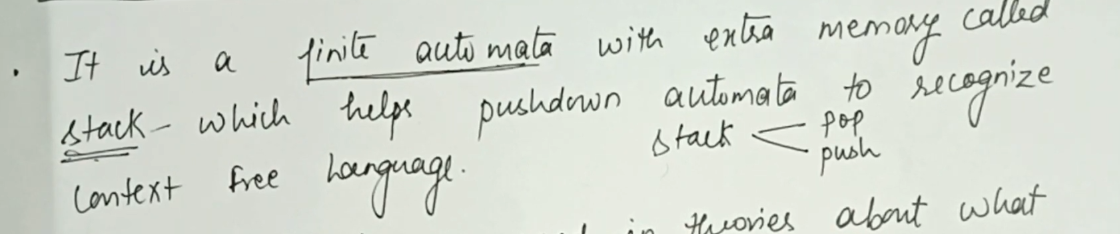 . It is a finite automata with extra memory called
stack - which helps pushdown automata to recognize
context free language. stack < pop
push
in theories about what